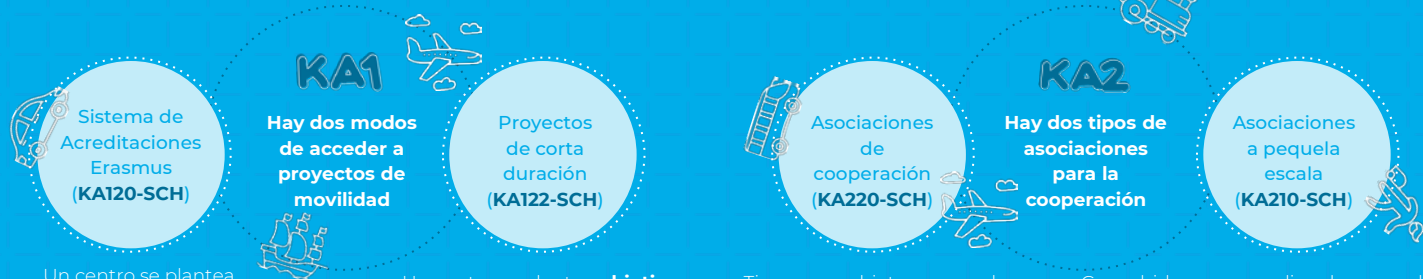 KA1
Sistema de
Acreditaciones
Erasmus
(KA120-SCH)
Hay dos modos
de acceder a
proyectos de
movilidad
Proyectos
de corta
duración
(KA122-SCH)
KA2
Asociaciones
de
cooperación
(KA220-SCH)
Hay dos tipos de
asociaciones
para la
cooperación
Asociaciones
a pequela
escala
(KA210-SCH)
Un centro se plantea